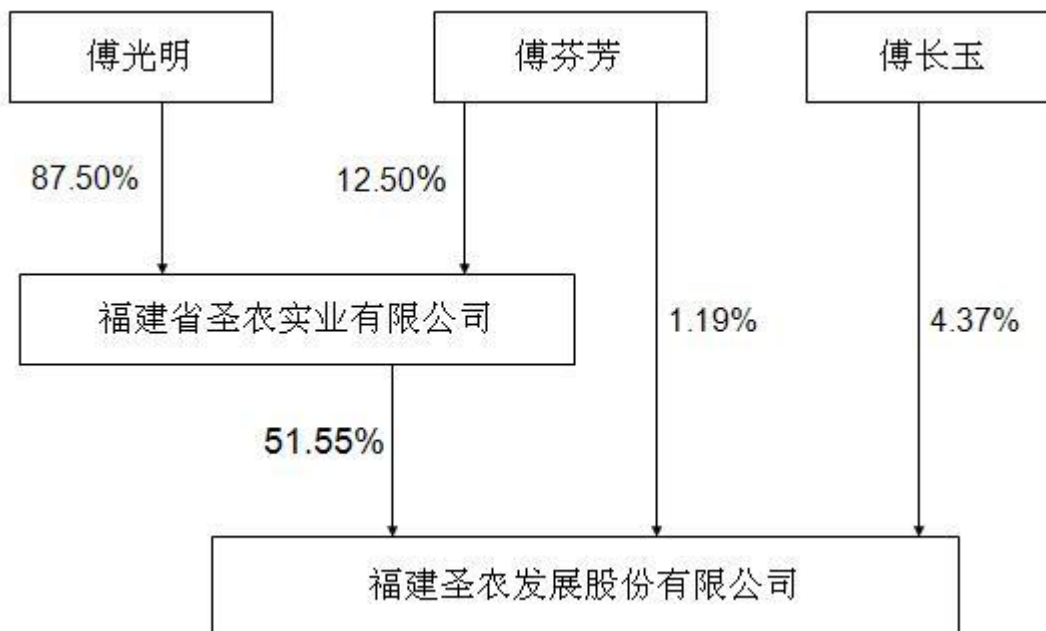 傅光明
傅芬芳
傅长玉
87.50%
12.50%
福建省圣农实业有限公司
1.19%
4.37%
51.55%
福建圣农发展股份有限公司